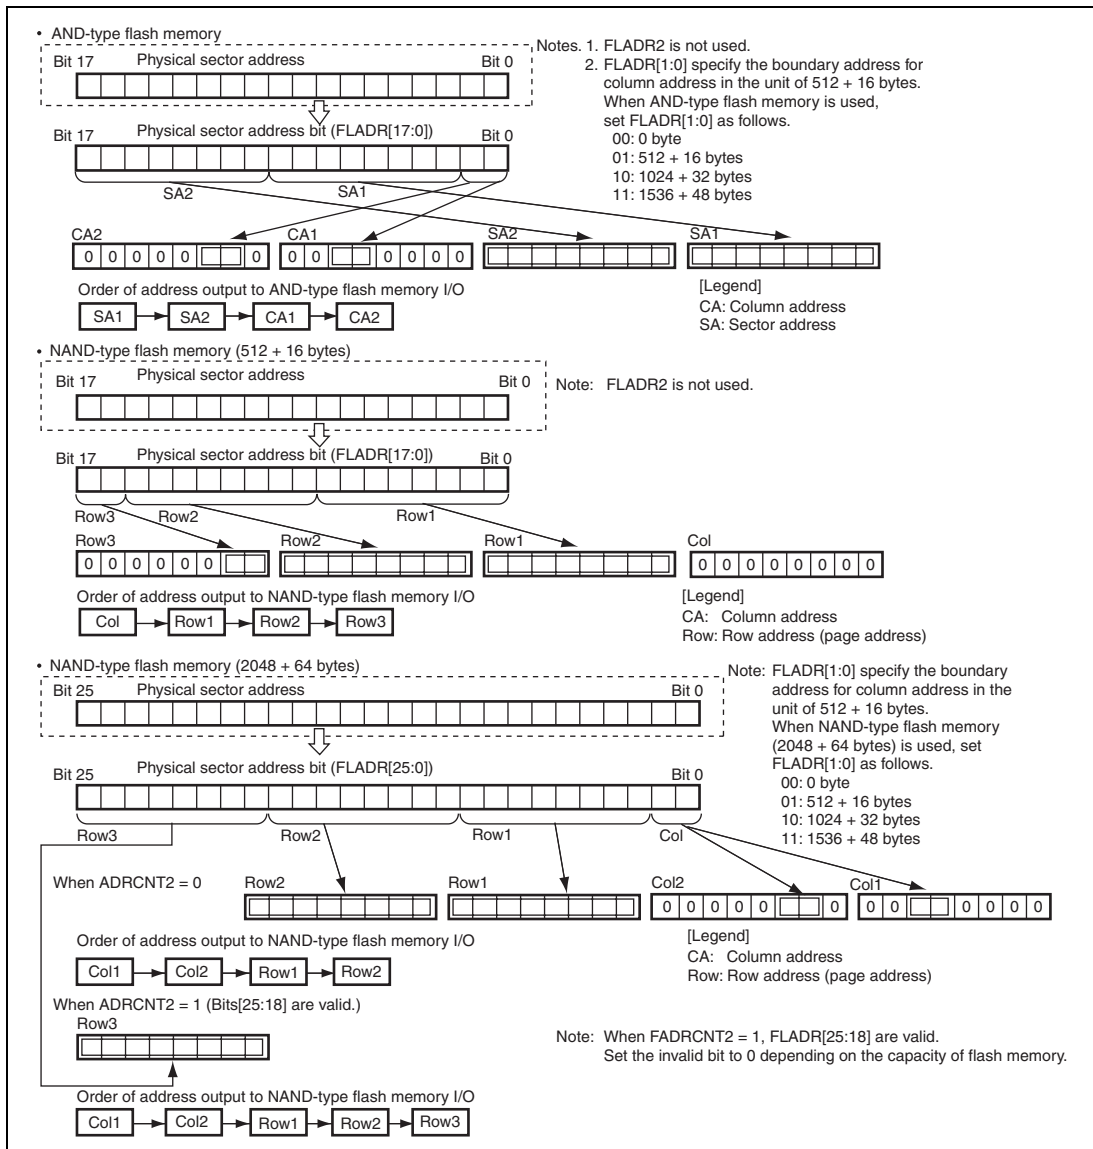 • AND-type flash memory
Bit 17 Physical sector address Bit 0
Notes. 1. FLADR2 is not used.
2. FLADR[1:0] specify the boundary address for
column address in the unit of 512 + 16 bytes.
When AND-type flash memory is used,
set FLADR[1:0] as follows.
00: 0 byte
01: 512 + 16 bytes
10: 1024 + 32 bytes
11: 1536 + 48 bytes
Bit 17 Physical sector address bit (FLADR[17:0]) Bit 0
SA2 SA1
CA2 CA1 SA2 SA1
0 0 0 0 0 0 0 0 0 0 0 0
Order of address output to AND-type flash memory I/O
SA1 SA2 CA1 CA2
[Legend]
CA: Column address
SA: Sector address
• NAND-type flash memory (512 + 16 bytes)
Bit 17 Physical sector address Bit 0
Note: FLADR2 is not used.
Bit 17 Physical sector address bit (FLADR[17:0]) Bit 0
Row3 Row2 Row1
Row3 Row2 Row1 Col
0 0 0 0 0 0 0 0 0 0 0 0 0 0
Order of address output to NAND-type flash memory I/O
Col Row1 Row2 Row3
[Legend]
CA: Column address
Row: Row address (page address)
• NAND-type flash memory (2048 + 64 bytes)
Bit 25 Physical sector address Bit 0
Note: FLADR[1:0] specify the boundary
address for column address in the
unit of 512 + 16 bytes.
When NAND-type flash memory
(2048 + 64 bytes) is used, set
FLADR[1:0] as follows.
00: 0 byte
01: 512 + 16 bytes
10: 1024 + 32 bytes
11: 1536 + 48 bytes
Bit 25 Physical sector address bit (FLADR[25:0]) Bit 0
Row3 Row2 Row1 Col
When ADRCNT2 = 0
Row2 Row1 Col2 Col1
0 0 0 0 0 0 0 0 0 0 0 0
Order of address output to NAND-type flash memory I/O
Col1 Col2 Row1 Row2
[Legend]
CA: Column address
Row: Row address (page address)
When ADRCNT2 = 1 (Bits[25:18] are valid.)
Row3
Note: When FADRCNT2 = 1, FLADR[25:18] are valid.
Set the invalid bit to 0 depending on the capacity of flash memory.
Order of address output to NAND-type flash memory I/O
Col1 Col2 Row1 Row2 Row3